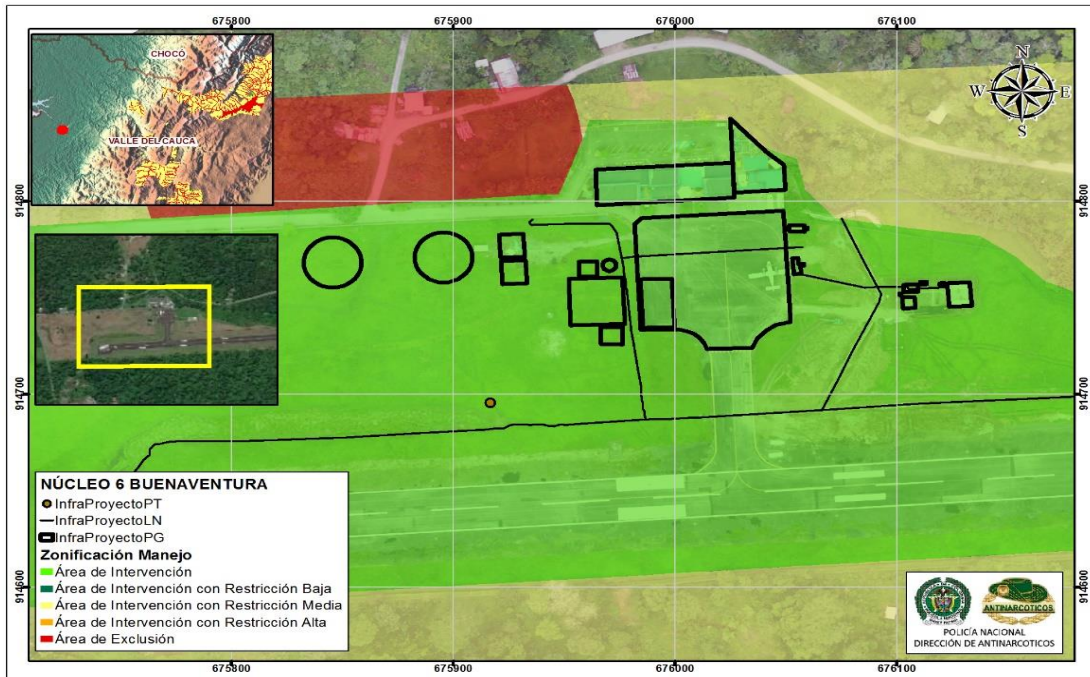 675800 675900 676000 676100
CHOCÓ
VALLE DEL CAUCA
N
W E
S
914800 914800
914700 914700
914600 914600
NÚCLEO 6 BUENAVENTURA
InfraProyectoPT
InfraProyectoLN
InfraProyectoPG
Zonificación Manejo
Área de Intervención
Área de Intervención con Restricción Baja
Área de Intervención con Restricción Media
Área de Intervención con Restricción Alta
Área de Exclusión
ANTINARCOTICOS
POLICÍA NACIONAL
DIRECCIÓN DE ANTINARCOTICOS
675800 675900 676000 676100